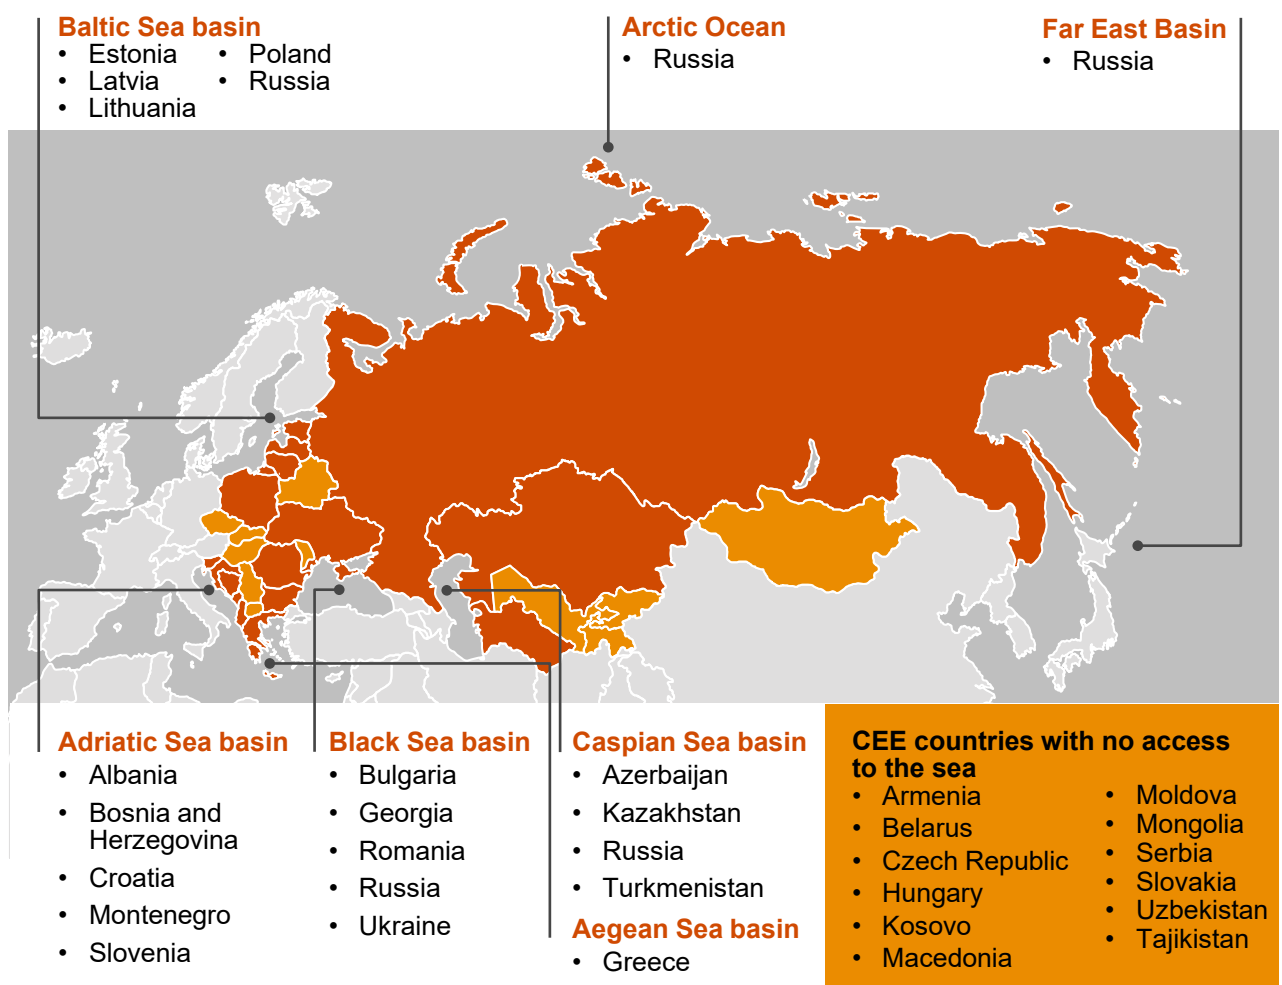 Baltic Sea basin
• Estonia
• Latvia
• Lithuania
• Poland
• Russia
Arctic Ocean
• Russia
Far East Basin
• Russia
Adriatic Sea basin
• Albania
• Bosnia and
Herzegovina
• Croatia
• Montenegro
• Slovenia
Black Sea basin
• Bulgaria
• Georgia
• Romania
• Russia
• Ukraine
Caspian Sea basin
• Azerbaijan
• Kazakhstan
• Russia
• Turkmenistan
Aegean Sea basin
• Greece
CEE countries with no access
to the sea
• Armenia
• Belarus
• Czech Republic
• Hungary
• Kosovo
• Macedonia
• Moldova
• Mongolia
• Serbia
• Slovakia
• Uzbekistan
• Tajikistan